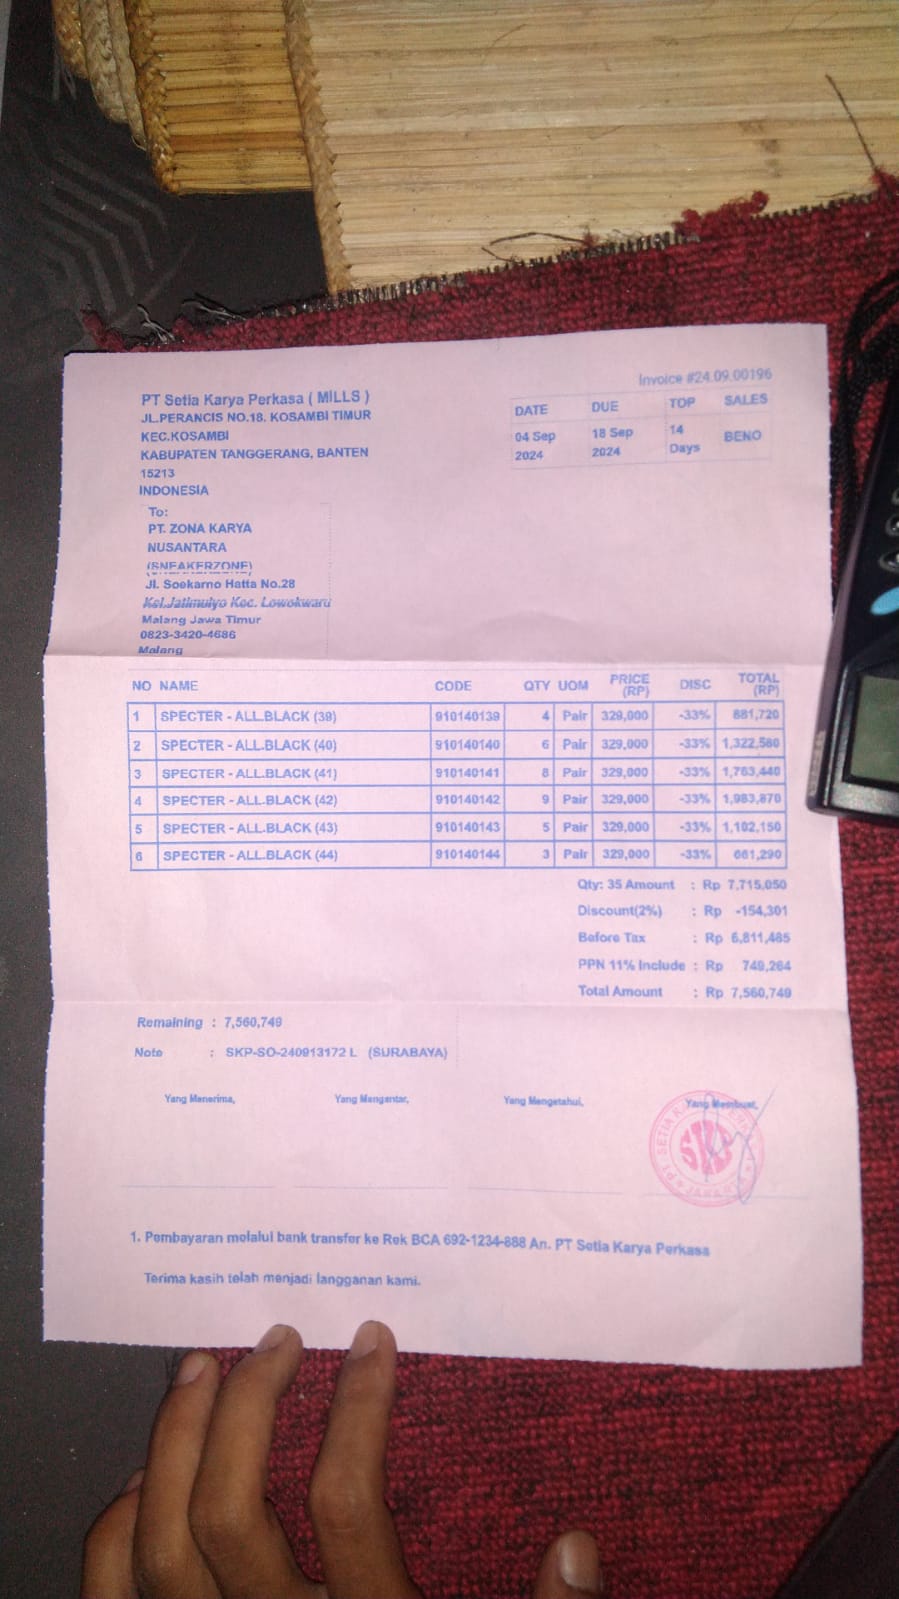 Invoice #24.09.00196
PT Setia Karya Perkasa ( MILLS )
JL.PERANCIS NO.18. KOSAMBI TIMUR
KEC.KOSAMBI
KABUPATEN TANGGERANG, BANTEN
15213
INDONESIA
DATE DUE TOP SALES
04 Sep 2024 18 Sep 2024 14 Days BENO
To:
PT. ZONA KARYA
NUSANTARA
(SNEAKERZONE)
Jl. Soekarno Hatta No.28
Kel.Jatimulyo Kec. Lowokwaru
Malang Jawa Timur
0823-3420-4686
Malang
NO NAME CODE QTY UOM PRICE (RP) DISC TOTAL (RP)
1 SPECTER - ALL.BLACK (39) 910140139 4 Pair 329,000 -33% 881,720
2 SPECTER - ALL.BLACK (40) 910140140 6 Pair 329,000 -33% 1,322,580
3 SPECTER - ALL.BLACK (41) 910140141 8 Pair 329,000 -33% 1,763,440
4 SPECTER - ALL.BLACK (42) 910140142 9 Pair 329,000 -33% 1,983,870
5 SPECTER - ALL.BLACK (43) 910140143 5 Pair 329,000 -33% 1,102,150
6 SPECTER - ALL.BLACK (44) 910140144 3 Pair 329,000 -33% 661,290
Qty: 35 Amount : Rp 7,715,050
Discount(2%) : Rp -154,301
Before Tax : Rp 6,811,485
PPN 11% Include : Rp 749,264
Total Amount : Rp 7,560,749
Remaining : 7,560,749
Note : SKP-SO-240913172 L (SURABAYA)
Yang Menerima, Yang Mengantar, Yang Mengetahui, Yang Membuat,
PT. SETIA
SKP
JAKARTA
1. Pembayaran melalui bank transfer ke Rek BCA 692-1234-888 An. PT Setia Karya Perkasa
Terima kasih telah menjadi langganan kami.